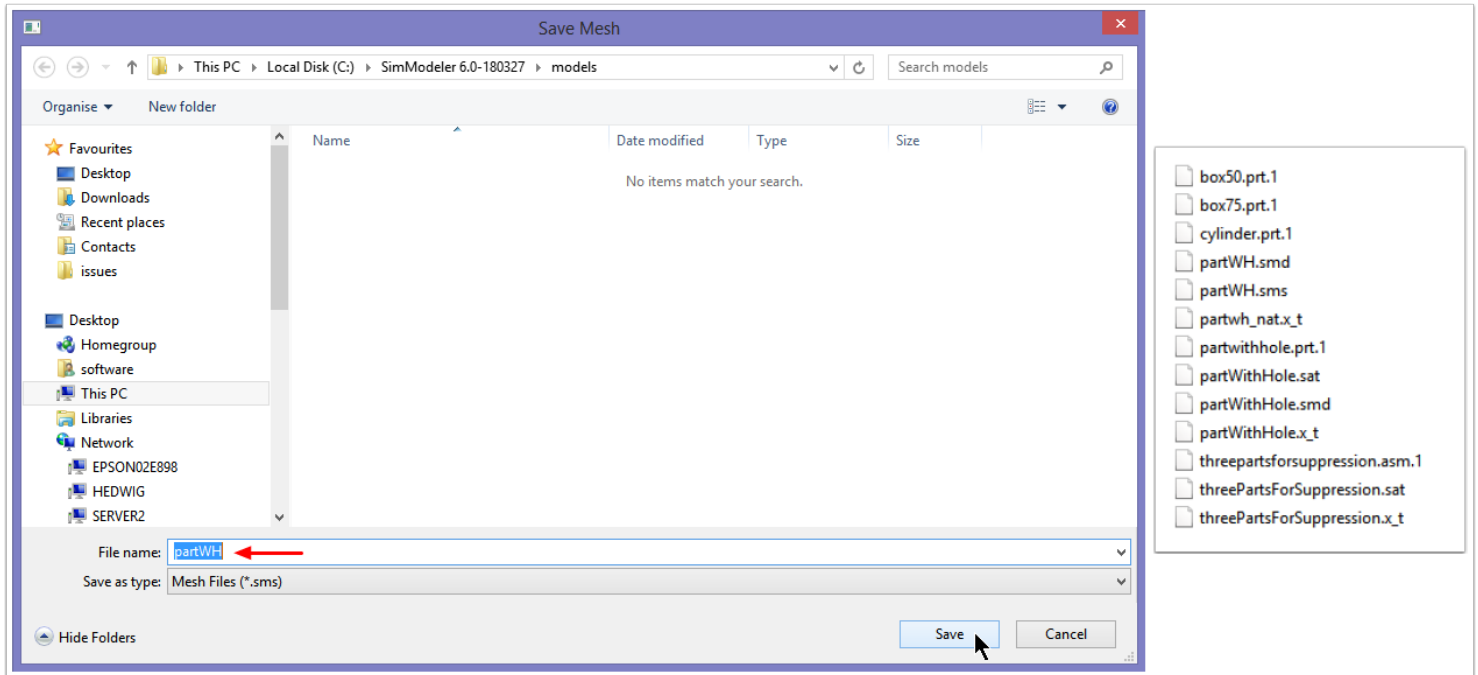 Save Mesh
This PC Local Disk (C:) SimModeler 6.0-180327 models Search models
Organise New folder
Name Date modified Type Size
No items match your search.
Favourites
Desktop
Downloads
Recent places
Contacts
issues
Desktop
Homegroup
software
This PC
Libraries
Network
EPSON02E898
HEDWIG
SERVER2
File name: partWH
Save as type: Mesh Files (*.sms)
Hide Folders Save Cancel
box50.prt.1
box75.prt.1
cylinder.prt.1
partWH.smd
partWH.sms
partwh_nat.x_t
partwithhole.prt.1
partWithHole.sat
partWithHole.smd
partWithHole.x_t
threepartsforsuppression.asm.1
threePartsForSuppression.sat
threePartsForSuppression.x_t